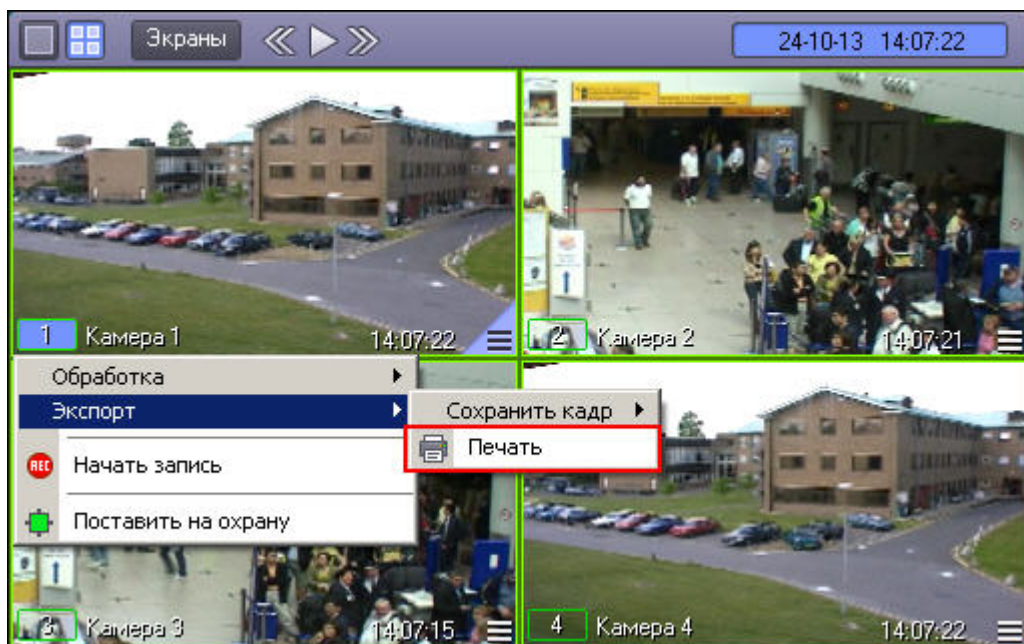 Экраны
24-10-13 14:07:22
1 Камера 1 14:07:22
2 Камера 2 14:07:21
Обработка
Экспорт
Сохранить кадр
Печать
REC Начать запись
Поставить на охрану
3 Камера 3 14:07:15
4 Камера 4 14:07:22